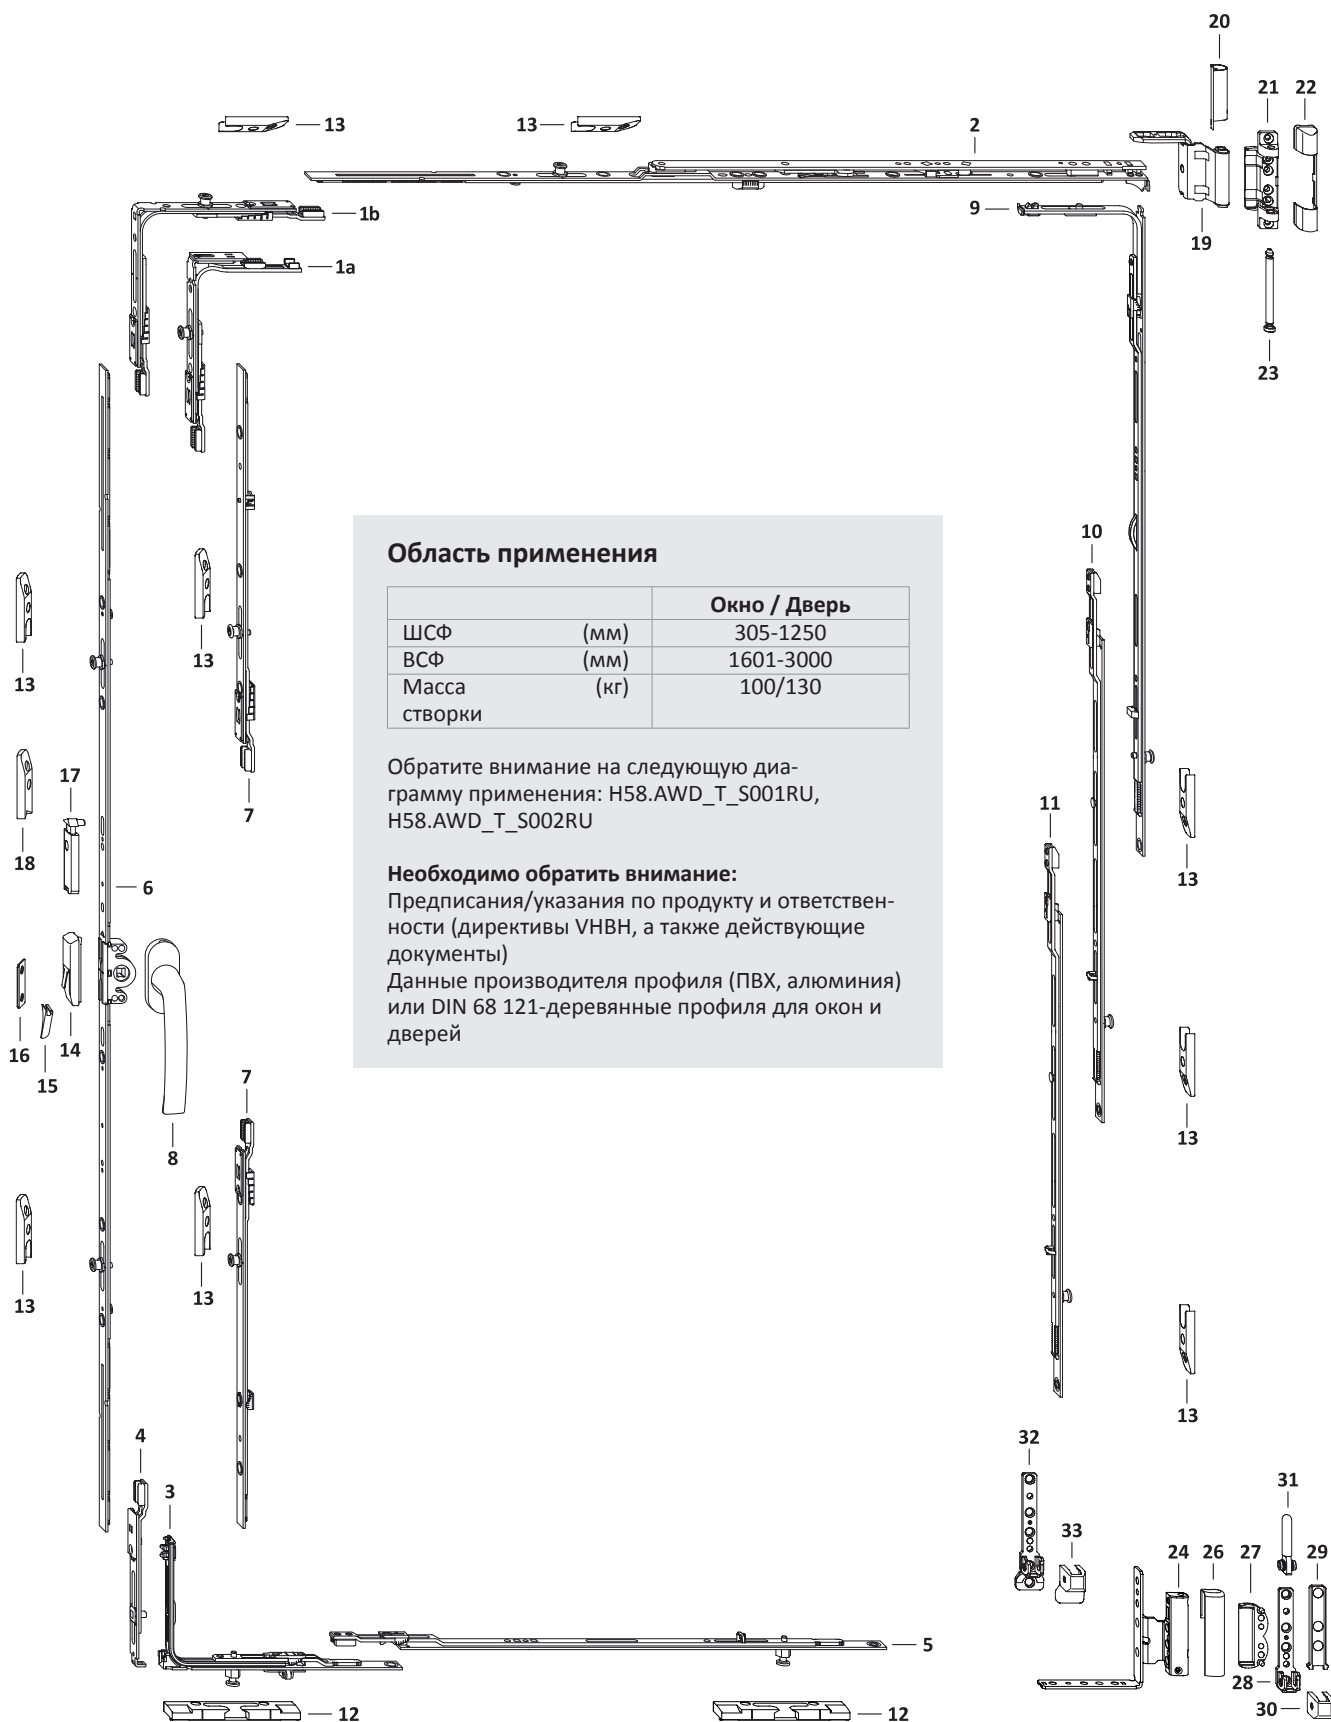 20
21 22
13
13
2
1b
9
19
1a
23
Область применения
Окно / Дверь
ШСФ (мм) 305-1250
ВСФ (мм) 1601-3000
Масса (кг) 100/130
створки
Обратите внимание на следующую диа-
грамму применения: H58.AWD_T_S001RU,
H58.AWD_T_S002RU
Необходимо обратить внимание:
Предписания/указания по продукту и ответствен-
ности (директивы VHBH, а также действующие
документы)
Данные производителя профиля (ПВХ, алюминия)
или DIN 68 121-деревянные профиля для окон и
дверей
10
13
13
17
7
11
18
6
13
16
14
15
7
8
13
13
13
13
4
32
31
3
33
24 26 27 29
5
28
30
12
12